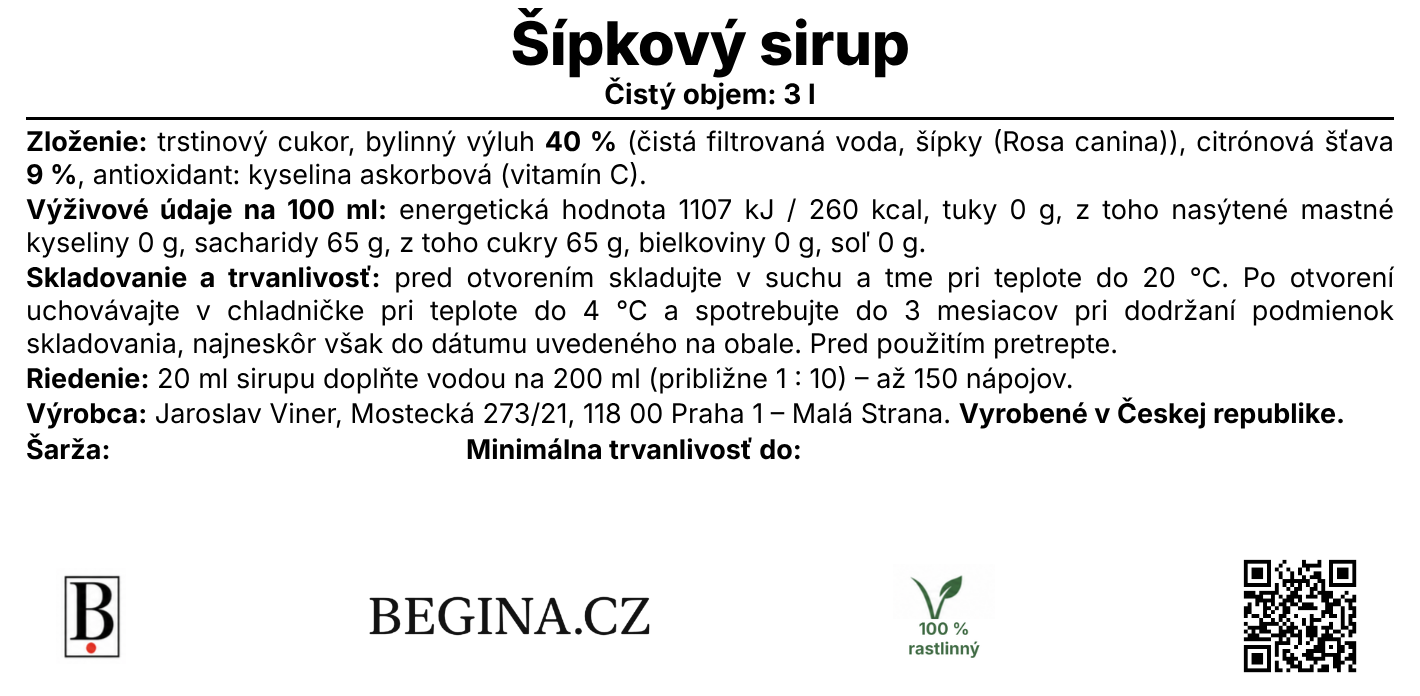 Šípkový sirup
Čistý objem: 3 l
Zloženie: trstinový cukor, bylinný výluh 40 % (čistá filtrovaná voda, šípky (Rosa canina)), citrónová šťava
9 %, antioxidant: kyselina askorbová (vitamín C).
Výživové údaje na 100 ml: energetická hodnota 1107 kJ / 260 kcal, tuky 0 g, z toho nasýtené mastné
kyseliny 0 g, sacharidy 65 g, z toho cukry 65 g, bielkoviny 0 g, soľ 0 g.
Skladovanie a trvanlivosť: pred otvorením skladujte v suchu a tme pri teplote do 20 °C. Po otvorení
uchovávajte v chladničke pri teplote do 4 °C a spotrebujte do 3 mesiacov pri dodržaní podmienok
skladovania, najneskôr však do dátumu uvedeného na obale. Pred použitím pretrepte.
Riedenie: 20 ml sirupu doplňte vodou na 200 ml (približne 1 : 10) – až 150 nápojov.
Výrobca: Jaroslav Viner, Mostecká 273/21, 118 00 Praha 1 – Malá Strana. Vyrobené v Českej republike.
Šarža: Minimálna trvanlivosť do:
B
BEGINA.CZ
100 %
rastlinný